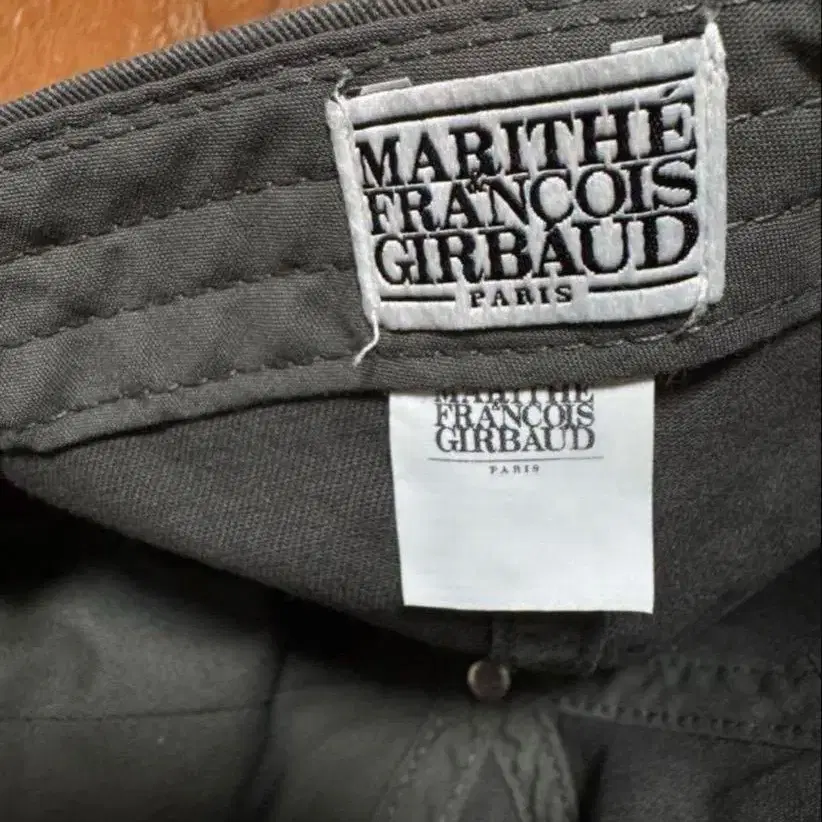 MARITHÉ
&
FRANÇOIS
GIRBAUD
PARIS
MARITHÉ
&
FRANÇOIS
GIRBAUD
PARIS